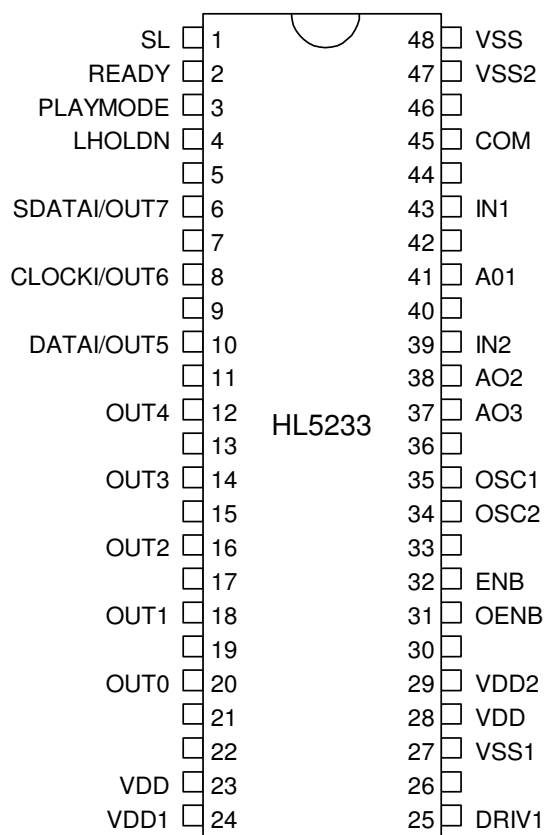 SL 1 48 VSS
READY 2 47 VSS2
PLAYMODE 3 46
LHOLDN 4 45 COM
5 44
SDATAI/OUT7 6 43 IN1
7 42
CLOCKI/OUT6 8 41 A01
9 40
DATAI/OUT5 10 39 IN2
11 38 AO2
OUT4 12 37 AO3
HL5233
13 36
OUT3 14 35 OSC1
15 34 OSC2
OUT2 16 33
17 32 ENB
OUT1 18 31 OENB
19 30
OUT0 20 29 VDD2
21 28 VDD
22 27 VSS1
VDD 23 26
VDD1 24 25 DRIV1